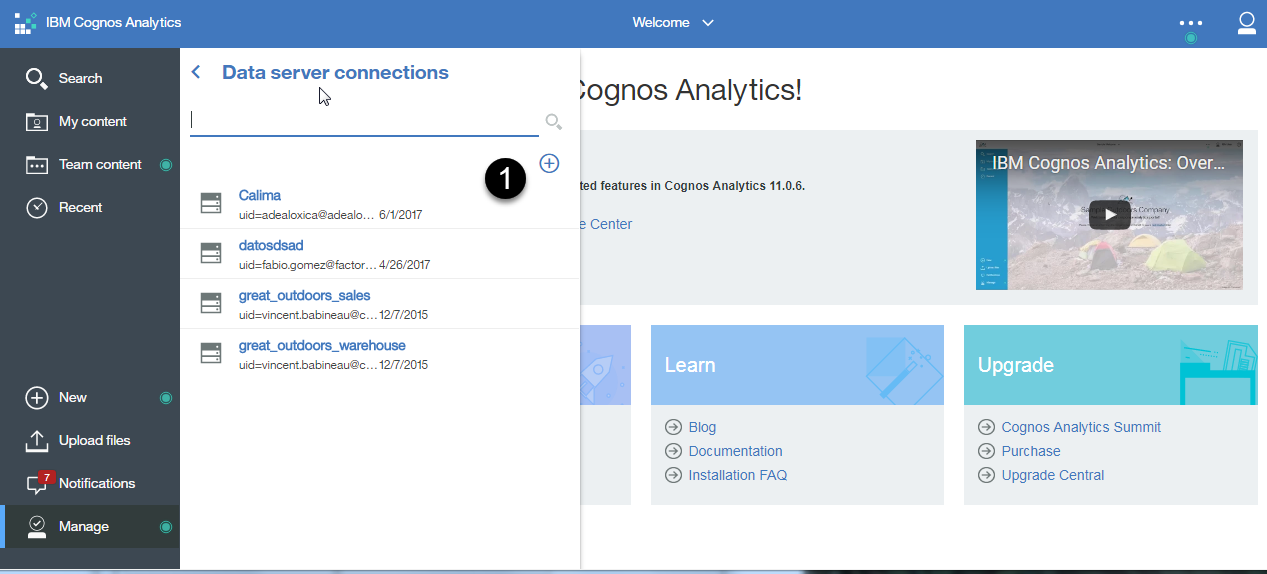 IBM Cognos Analytics
Welcome
Search
My content
Team content
Recent
New
Upload files
7
Notifications
Manage
Data server connections
1
Calima
uid=adealoxica@adealo... 6/1/2017
datosdsad
uid=fabio.gomez@factor... 4/26/2017
great_outdoors_sales
uid=vincent.babineau@c... 12/7/2015
great_outdoors_warehouse
uid=vincent.babineau@c... 12/7/2015
Cognos Analytics!
ted features in Cognos Analytics 11.0.6.
e Center
IBM Cognos Analytics: Over...
Learn
Blog
Documentation
Installation FAQ
Upgrade
Cognos Analytics Summit
Purchase
Upgrade Central